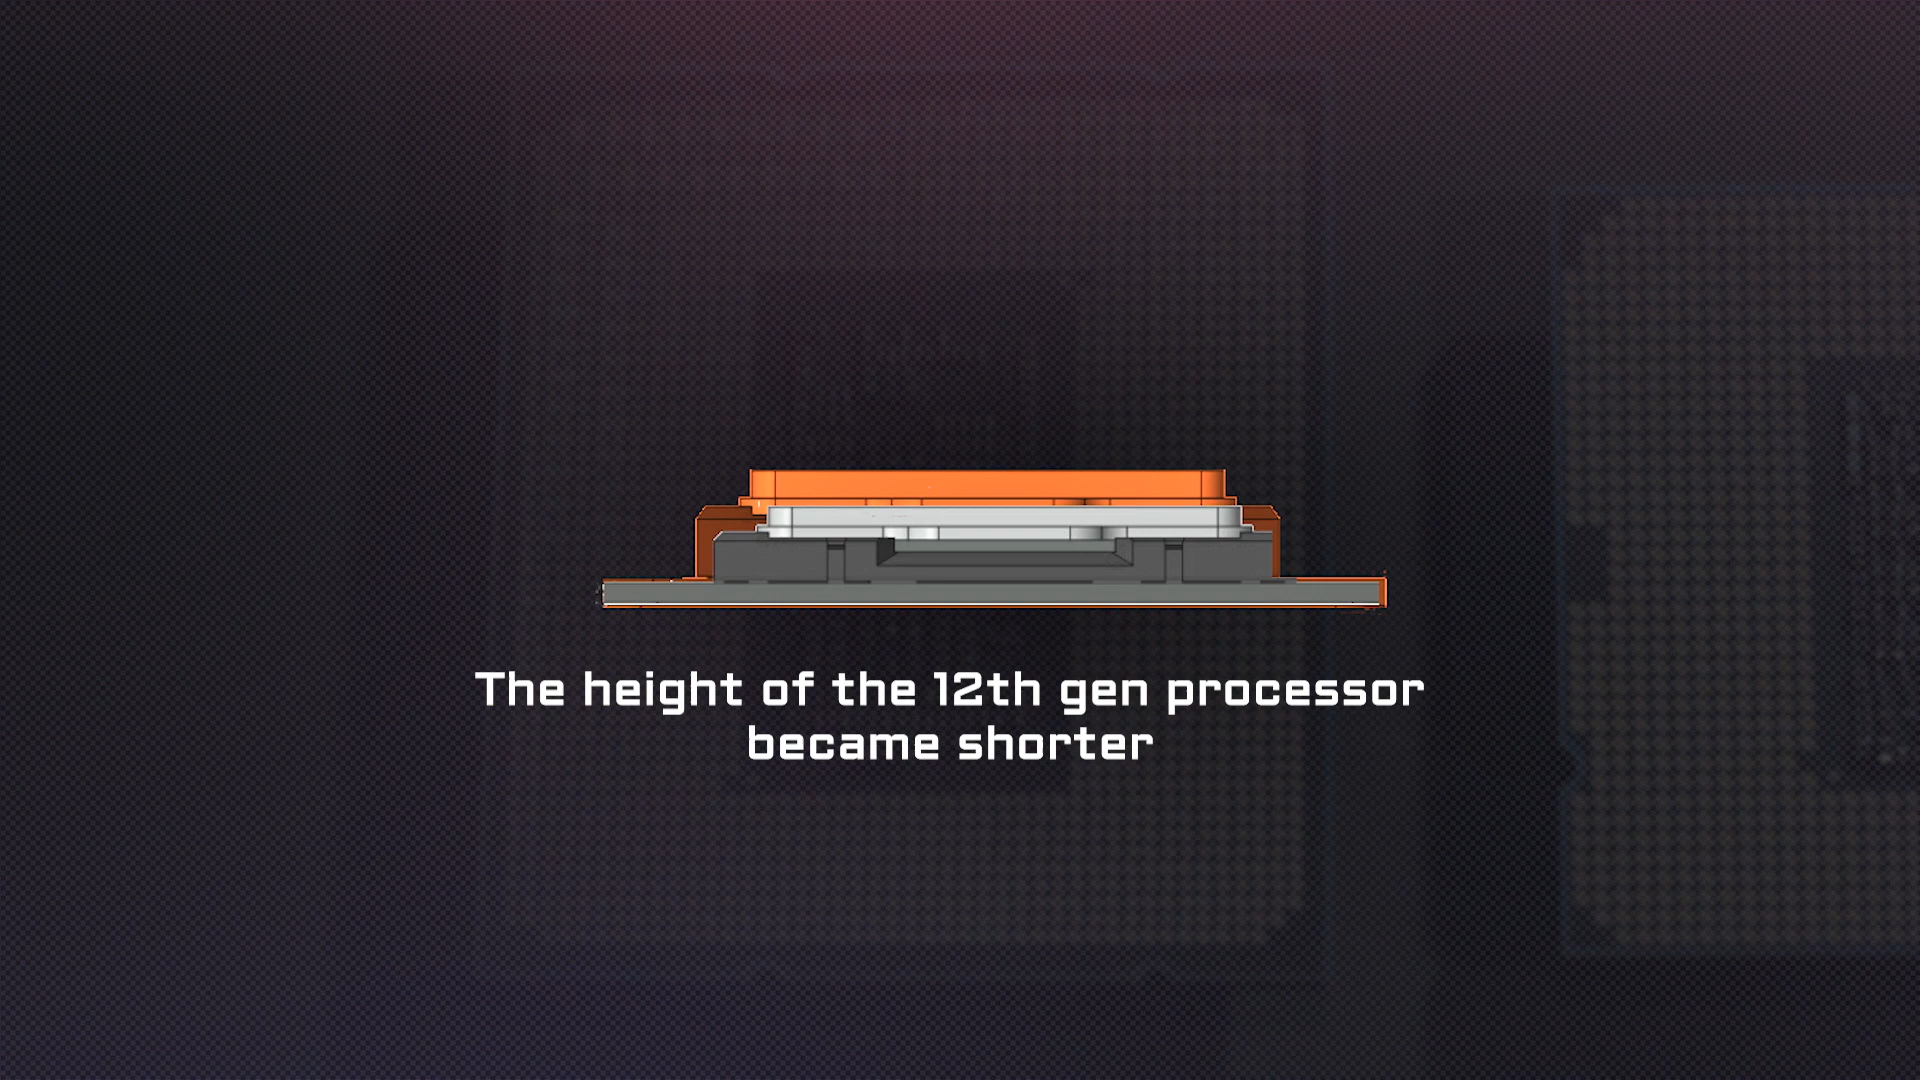 The height of the 12th gen processor
became shorter